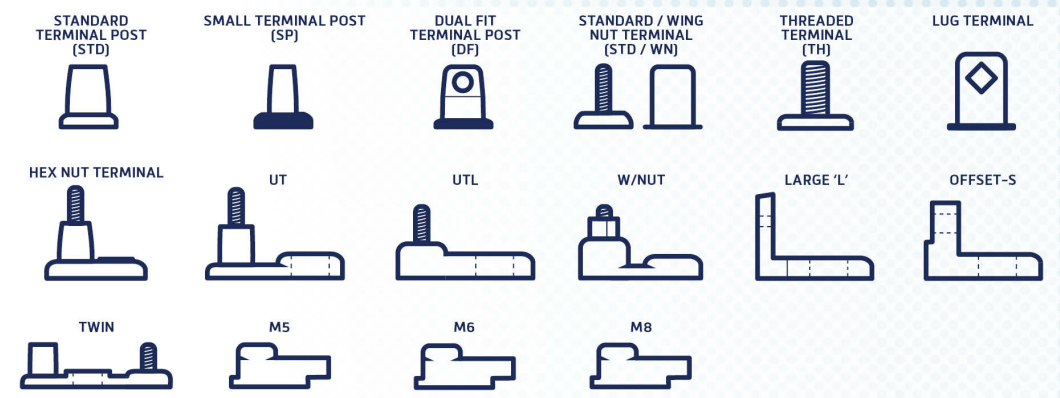 STANDARD
TERMINAL POST
(STD)
SMALL TERMINAL POST
(SP)
DUAL FIT
TERMINAL POST
(DF)
STANDARD / WING
NUT TERMINAL
(STD / WN)
THREADED
TERMINAL
(TH)
LUG TERMINAL
HEX NUT TERMINAL
UT
UTL
W/NUT
LARGE 'L'
OFFSET-S
TWIN
M5
M6
M8